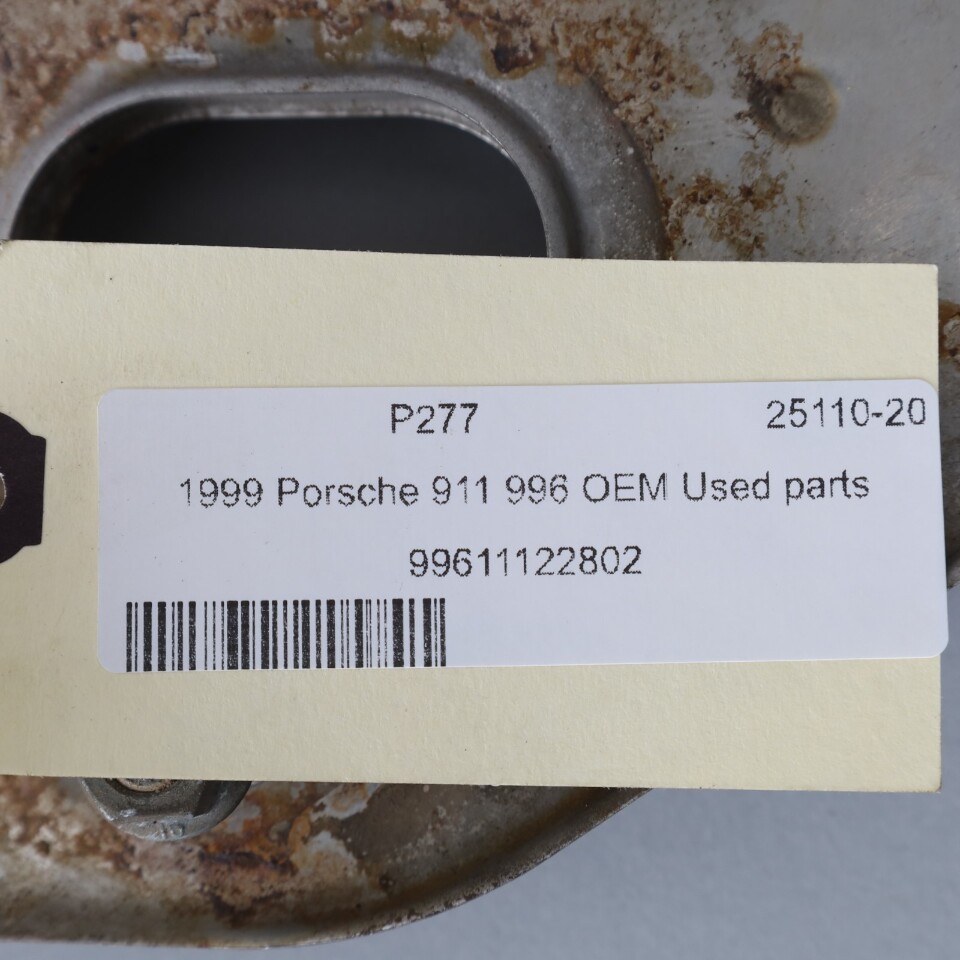 P277 25110-20
1999 Porsche 911 996 OEM Used parts
99611122802